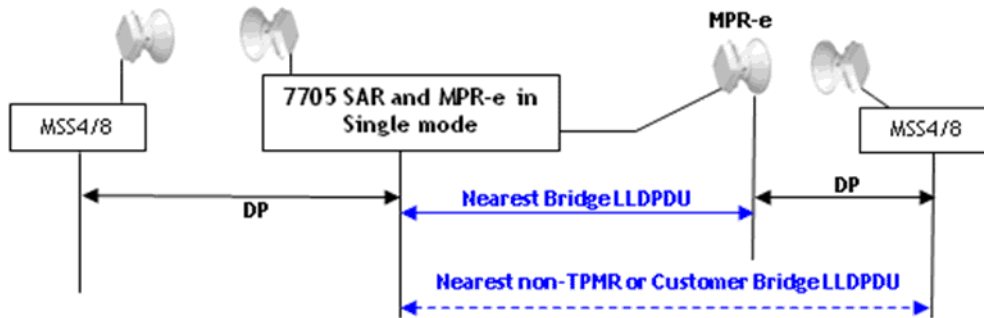 MPR-e
7705 SAR and MPR-e in
Single mode
MSS4/8
MSS4/8
DP
Nearest Bridge LLDPDU
DP
Nearest non-TPMR or Customer Bridge LLDPDU